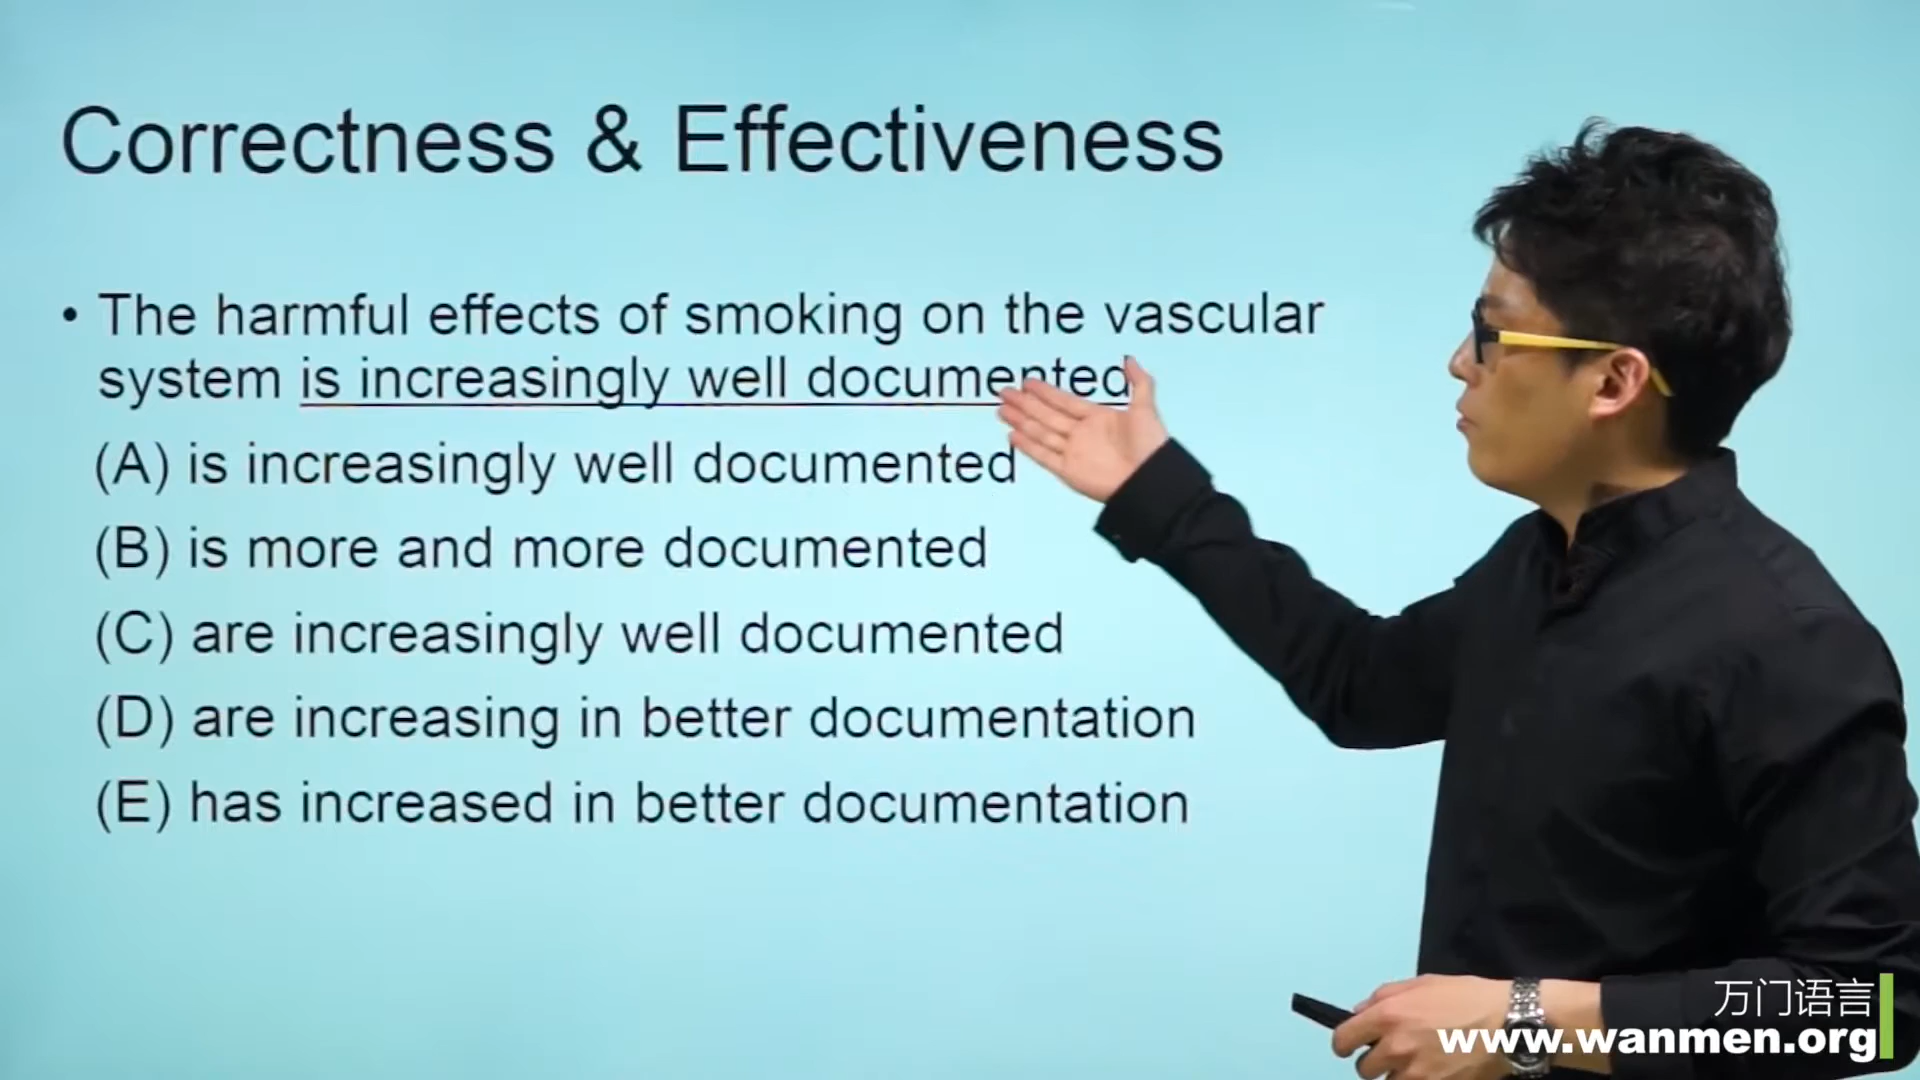 Correctness & Effectiveness
• The harmful effects of smoking on the vascular
system is increasingly well documented
(A) is increasingly well documented
(B) is more and more documented
(C) are increasingly well documented
(D) are increasing in better documentation
(E) has increased in better documentation
万门语言
www.wanmen.org